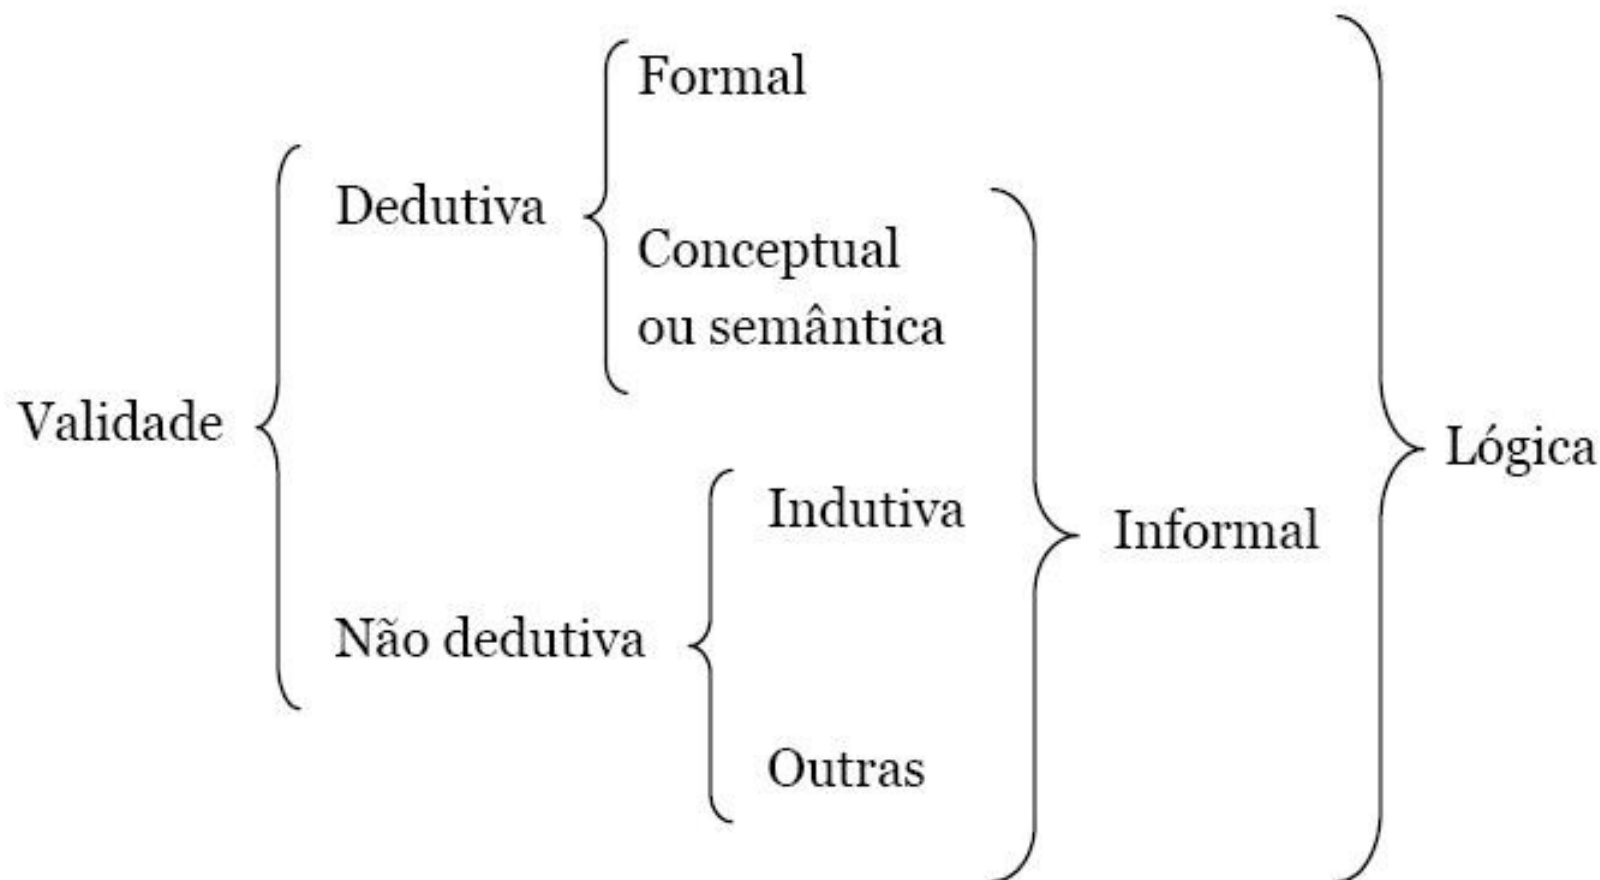 Formal
Dedutiva
Conceptual
ou semântica
Validade
Lógica
Indutiva
Informal
Não dedutiva
Outras